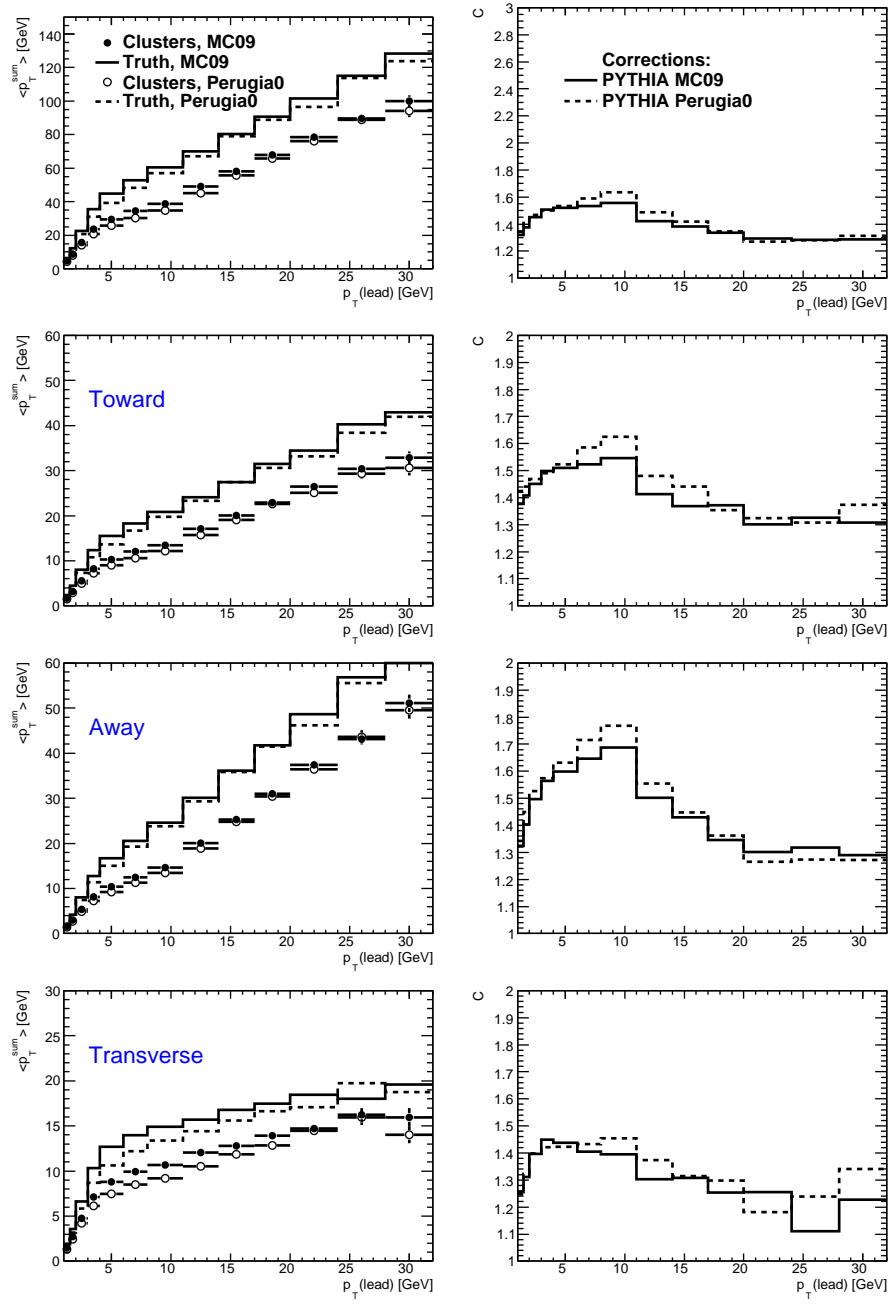 <p_T^sum> [GeV]
140
120
100
80
60
40
20
0
Clusters, MC09
Truth, MC09
Clusters, Perugia0
Truth, Perugia0
5 10 15 20 25 30
p_T(lead) [GeV]
C
3
2.8
2.6
2.4
2.2
2
1.8
1.6
1.4
1.2
1
Corrections:
PYTHIA MC09
PYTHIA Perugia0
5 10 15 20 25 30
p_T(lead) [GeV]
<p_T^sum> [GeV]
60
50
40
30
20
10
0
Toward
5 10 15 20 25 30
p_T(lead) [GeV]
C
2
1.9
1.8
1.7
1.6
1.5
1.4
1.3
1.2
1.1
1
5 10 15 20 25 30
p_T(lead) [GeV]
<p_T^sum> [GeV]
60
50
40
30
20
10
0
Away
5 10 15 20 25 30
p_T(lead) [GeV]
C
2
1.9
1.8
1.7
1.6
1.5
1.4
1.3
1.2
1.1
1
5 10 15 20 25 30
p_T(lead) [GeV]
<p_T^sum> [GeV]
30
25
20
15
10
5
0
Transverse
5 10 15 20 25 30
p_T(lead) [GeV]
C
2
1.9
1.8
1.7
1.6
1.5
1.4
1.3
1.2
1.1
1
5 10 15 20 25 30
p_T(lead) [GeV]